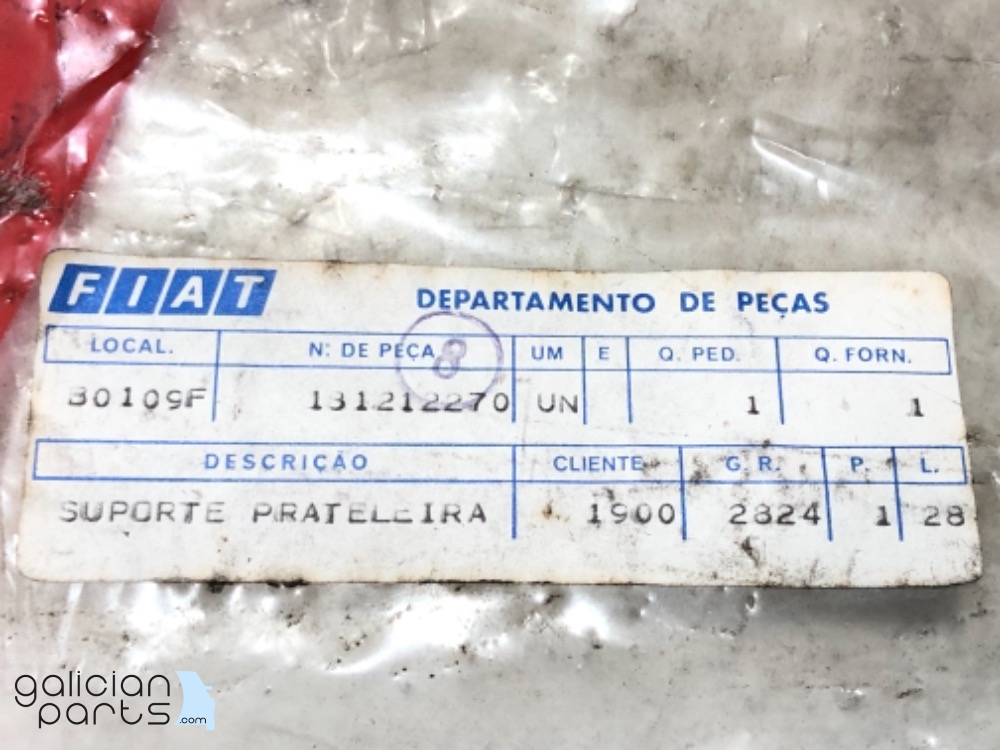 FIAT DEPARTAMENTO DE PEÇAS
LOCAL. N: DE PEÇA UM E Q. PED. Q. FORN.
8
30109F 181212270 UN 1 1
DESCRIÇÃO CLIENTE G. R. P. L.
SUPORTE PRATELEIRA 1900 2824 1 28
galician
parts.com